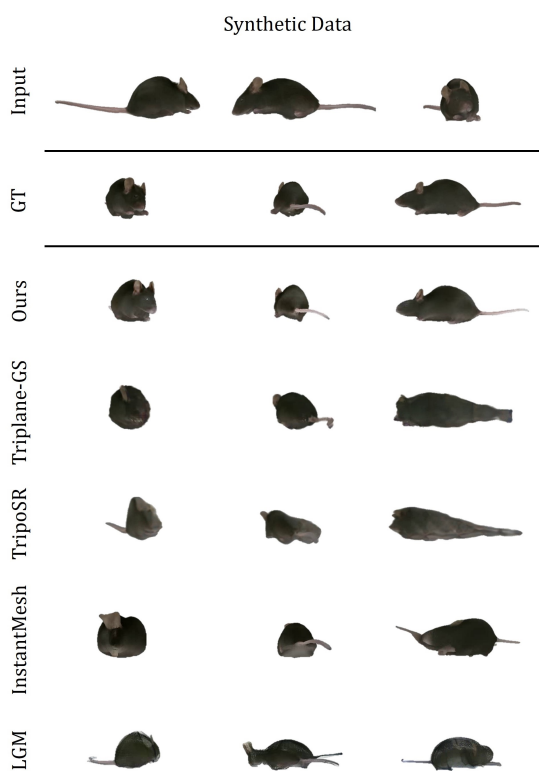 Synthetic Data
Input
GT
Ours
Triplane-GS
TripoSR
InstantMesh
LGM